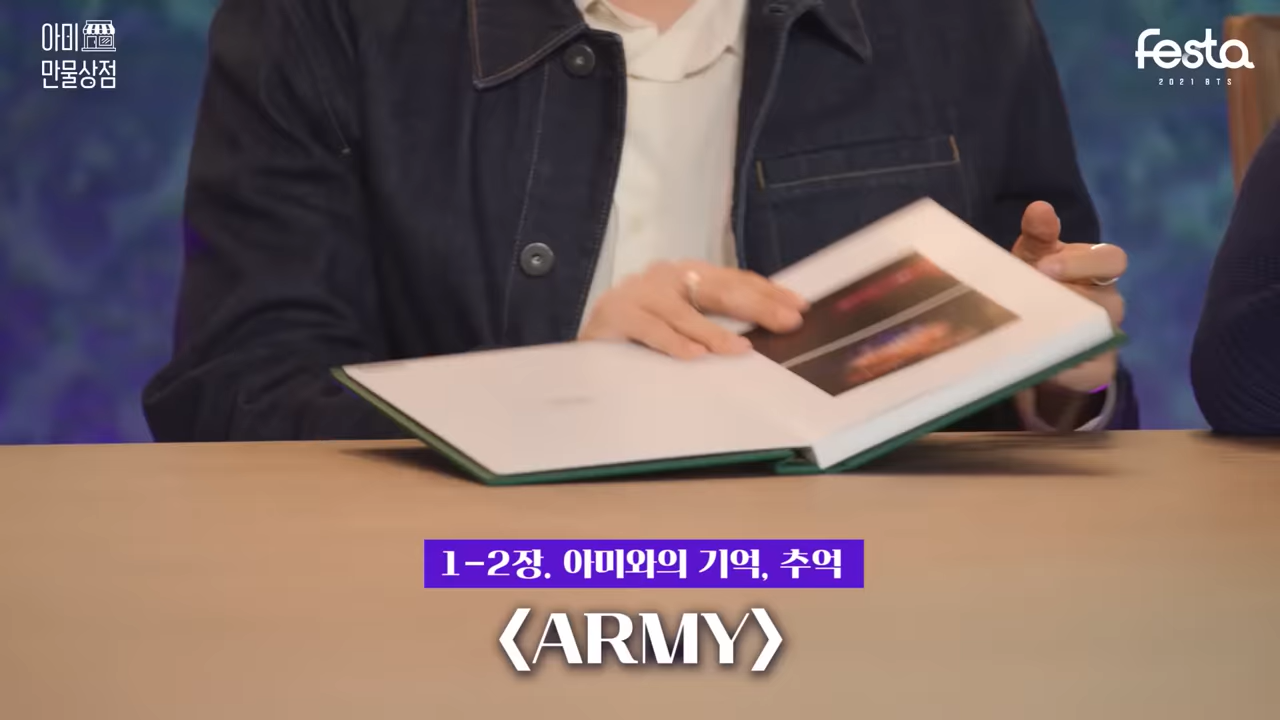 아미
만물상점
festa
2021 BTS
1-2장. 아미와의 기억, 추억
《ARMY》